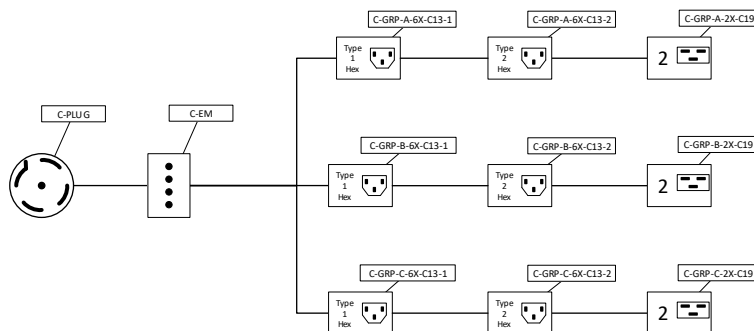 C-GRP-A-6X-C13-1
C-GRP-A-6X-C13-2
C-GRP-A-2X-C19
Type
1
Hex
Type
2
Hex
2
C-PLUG
C-EM
C-GRP-B-6X-C13-1
C-GRP-B-6X-C13-2
C-GRP-B-2X-C19
Type
1
Hex
Type
2
Hex
2
C-GRP-C-6X-C13-1
C-GRP-C-6X-C13-2
C-GRP-C-2X-C19
Type
1
Hex
Type
2
Hex
2